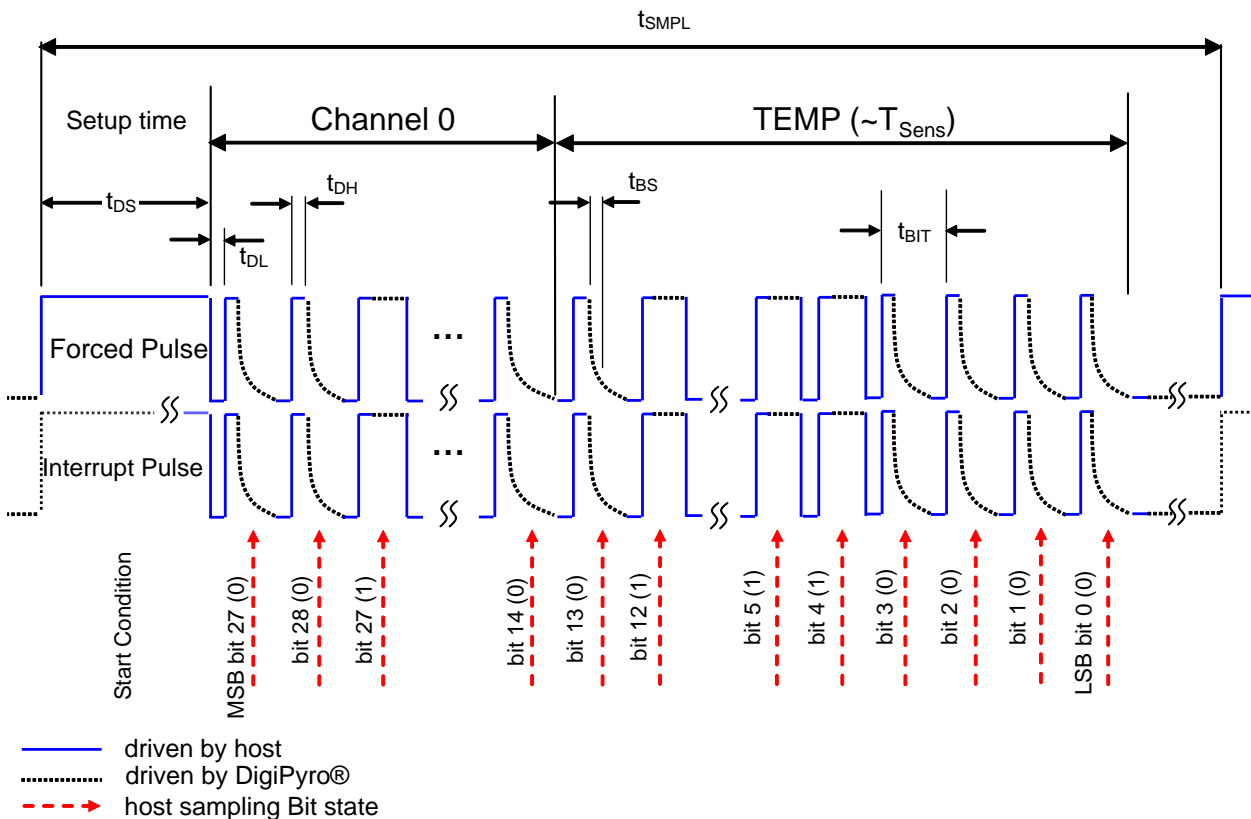 tSMPL
Setup time
Channel 0
TEMP (~TSens)
tDS
tDH
tBS
tDL
tBIT
Forced Pulse
...
Interrupt Pulse
...
Start Condition
MSB bit 27 (0)
bit 28 (0)
bit 27 (1)
bit 14 (0)
bit 13 (0)
bit 12 (1)
bit 5 (1)
bit 4 (1)
bit 3 (0)
bit 2 (0)
bit 1 (0)
LSB bit 0 (0)
driven by host
driven by DigiPyro®
host sampling Bit state